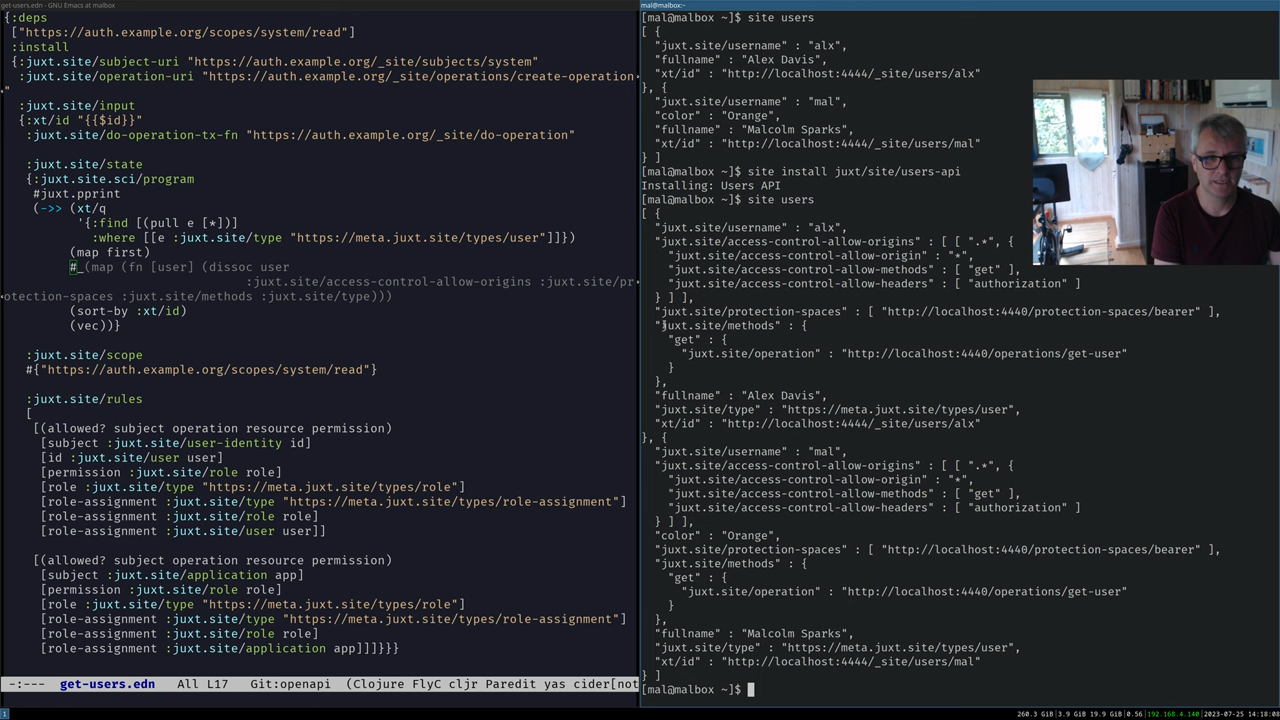 get-users.edn - GNU Emacs at malbox
{:deps
["https://auth.example.org/scopes/system/read"]
:install
{:juxt.site/subject-uri "https://auth.example.org/_site/subjects/system"
:juxt.site/operation-uri "https://auth.example.org/_site/operations/create-operation
"
:juxt.site/input
{:xt/id "{{$id}}"
:juxt.site/do-operation-tx-fn "https://auth.example.org/_site/do-operation"
:juxt.site/state
{:juxt.site.sci/program
#juxt.pprint
(->> (xt/q
'{:find [(pull e [*])]
:where [[e :juxt.site/type "https://meta.juxt.site/types/user"]]})
(map first)
#_(map (fn [user] (dissoc user
:juxt.site/access-control-allow-origins :juxt.site/pr
otection-spaces :juxt.site/methods :juxt.site/type)))
(sort-by :xt/id)
(vec))}
:juxt.site/scope
#{"https://auth.example.org/scopes/system/read"}
:juxt.site/rules
[
[(allowed? subject operation resource permission)
[subject :juxt.site/user-identity id]
[id :juxt.site/user user]
[permission :juxt.site/role role]
[role :juxt.site/type "https://meta.juxt.site/types/role"]
[role-assignment :juxt.site/type "https://meta.juxt.site/types/role-assignment"]
[role-assignment :juxt.site/role role]
[role-assignment :juxt.site/user user]]
[(allowed? subject operation resource permission)
[subject :juxt.site/application app]
[permission :juxt.site/role role]
[role :juxt.site/type "https://meta.juxt.site/types/role"]
[role-assignment :juxt.site/type "https://meta.juxt.site/types/role-assignment"]
[role-assignment :juxt.site/role role]
[role-assignment :juxt.site/application app]]]}}}
-:--- get-users.edn All L17 Git:openapi (Clojure FlyC cljr Paredit yas cider[not
mal@malbox:~
[mal@malbox ~]$ site users
[ {
"juxt.site/username" : "alx",
"fullname" : "Alex Davis",
"xt/id" : "http://localhost:4444/_site/users/alx"
}, {
"juxt.site/username" : "mal",
"color" : "Orange",
"fullname" : "Malcolm Sparks",
"xt/id" : "http://localhost:4444/_site/users/mal"
} ]
[mal@malbox ~]$ site install juxt/site/users-api
Installing: Users API
[mal@malbox ~]$ site users
[ {
"juxt.site/username" : "alx",
"juxt.site/access-control-allow-origins" : [ [ ".*", {
"juxt.site/access-control-allow-origin" : "*",
"juxt.site/access-control-allow-methods" : [ "get" ],
"juxt.site/access-control-allow-headers" : [ "authorization" ]
} ] ],
"juxt.site/protection-spaces" : [ "http://localhost:4440/protection-spaces/bearer" ],
"juxt.site/methods" : {
"get" : {
"juxt.site/operation" : "http://localhost:4440/operations/get-user"
}
},
"fullname" : "Alex Davis",
"juxt.site/type" : "https://meta.juxt.site/types/user",
"xt/id" : "http://localhost:4444/_site/users/alx"
}, {
"juxt.site/username" : "mal",
"juxt.site/access-control-allow-origins" : [ [ ".*", {
"juxt.site/access-control-allow-origin" : "*",
"juxt.site/access-control-allow-methods" : [ "get" ],
"juxt.site/access-control-allow-headers" : [ "authorization" ]
} ] ],
"color" : "Orange",
"juxt.site/protection-spaces" : [ "http://localhost:4440/protection-spaces/bearer" ],
"juxt.site/methods" : {
"get" : {
"juxt.site/operation" : "http://localhost:4440/operations/get-user"
}
},
"fullname" : "Malcolm Sparks",
"juxt.site/type" : "https://meta.juxt.site/types/user",
"xt/id" : "http://localhost:4444/_site/users/mal"
} ]
[mal@malbox ~]$
1
260.3 GiB|3.9 GiB 19.9 GiB|0.56 |192.168.4.140|2023-07-25 14:18:08